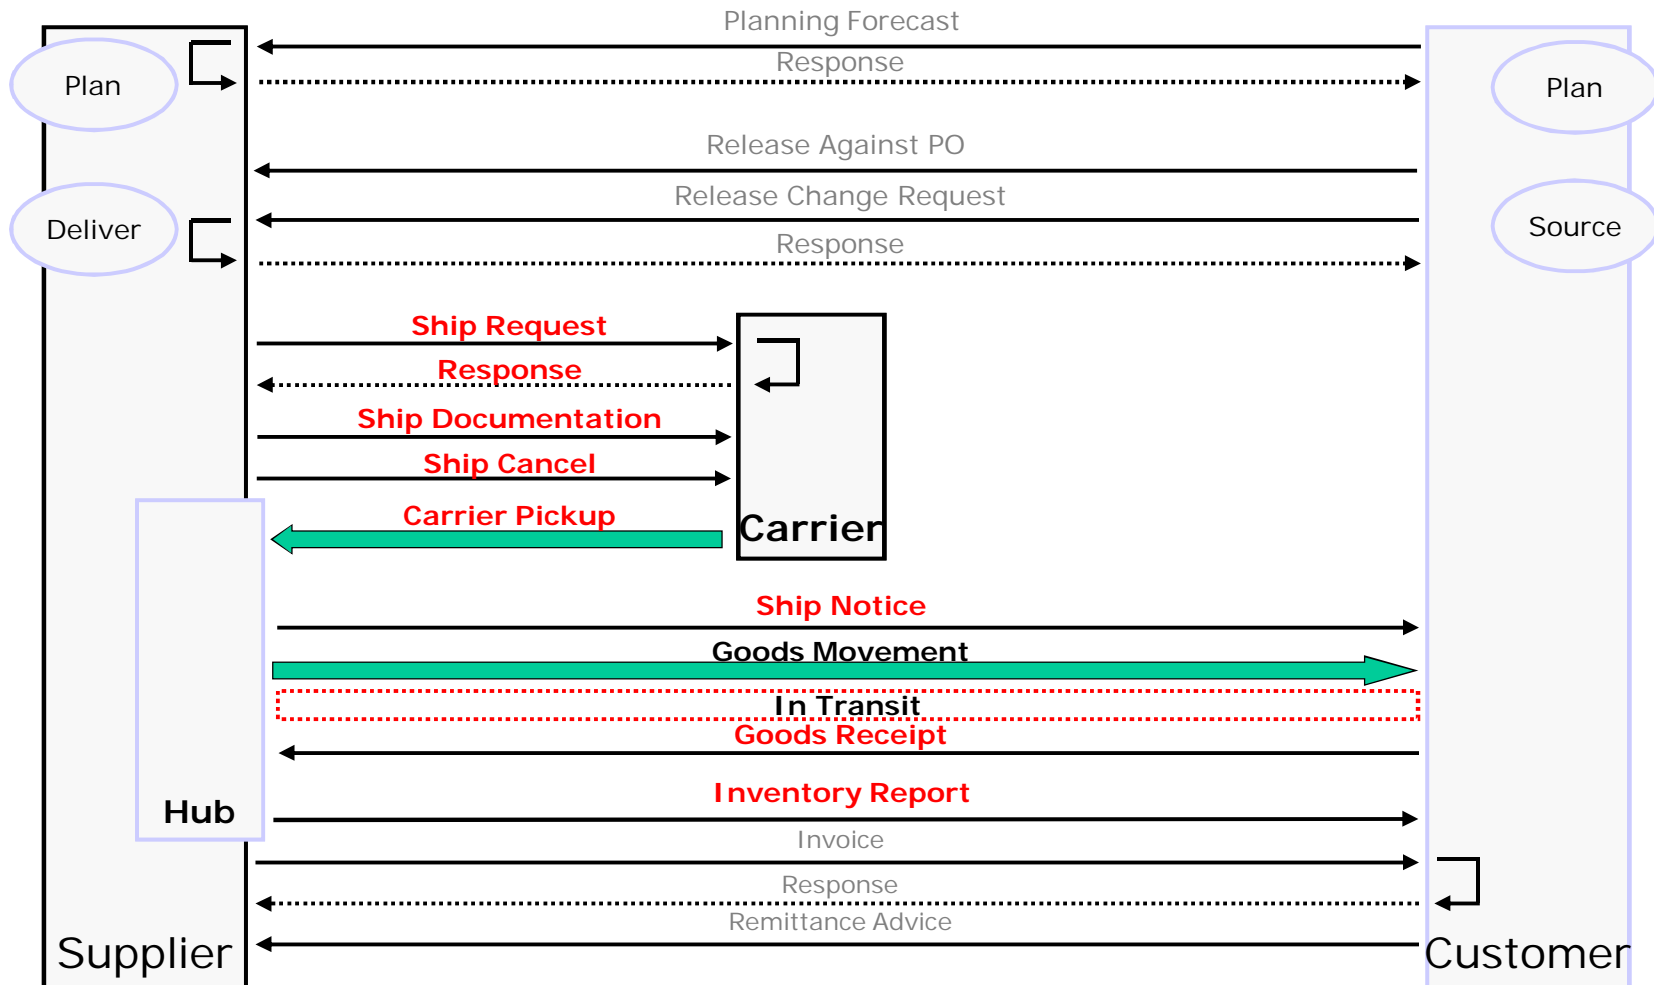 Planning Forecast
Response
Plan
Plan
Release Against PO
Release Change Request
Deliver
Source
Response
Ship Request
Response
Ship Documentation
Ship Cancel
Carrier Pickup
Carrier
Ship Notice
Goods Movement
In Transit
Goods Receipt
Inventory Report
Hub
Invoice
Response
Remittance Advice
Supplier
Customer